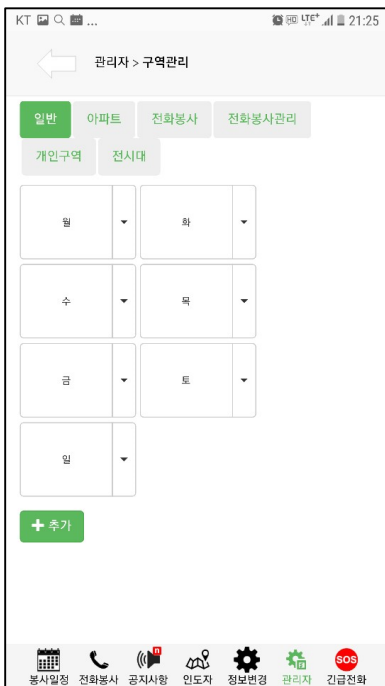 KT ... HD LTE+ 21:25
관리자 > 구역관리
일반 아파트 전화봉사 전화봉사관리
개인구역 전시대
월 화
수 목
금 토
일
+ 추가
n SOS
봉사일정 전화봉사 공지사항 인도자 정보변경 관리자 긴급전화